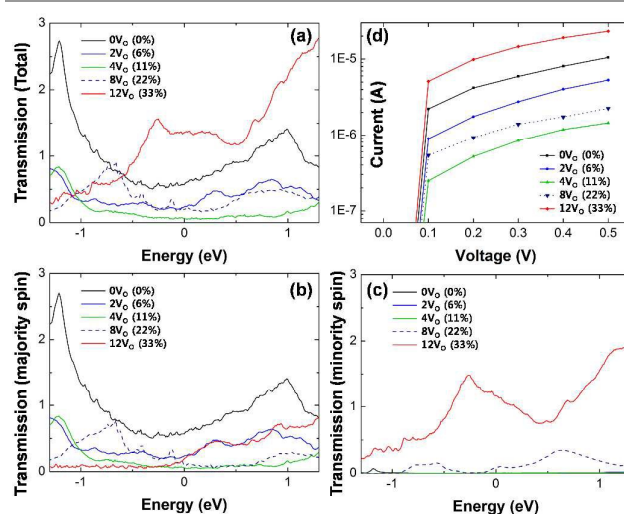 (a)
0V_O (0%)
2V_O (6%)
4V_O (11%)
8V_O (22%)
12V_O (33%)
Transmission (Total)
3
2
1
0
-1
0
1
Energy (eV)
(d)
Current (A)
1E-5
1E-6
1E-7
0V_O (0%)
2V_O (6%)
4V_O (11%)
8V_O (22%)
12V_O (33%)
0.0
0.1
0.2
0.3
0.4
0.5
Voltage (V)
(b)
0V_O (0%)
2V_O (6%)
4V_O (11%)
8V_O (22%)
12V_O (33%)
Transmission (majority spin)
3
2
1
0
-1
0
1
Energy (eV)
(c)
0V_O (0%)
2V_O (6%)
4V_O (11%)
8V_O (22%)
12V_O (33%)
Transmission (minority spin)
3
2
1
0
-1
0
1
Energy (eV)